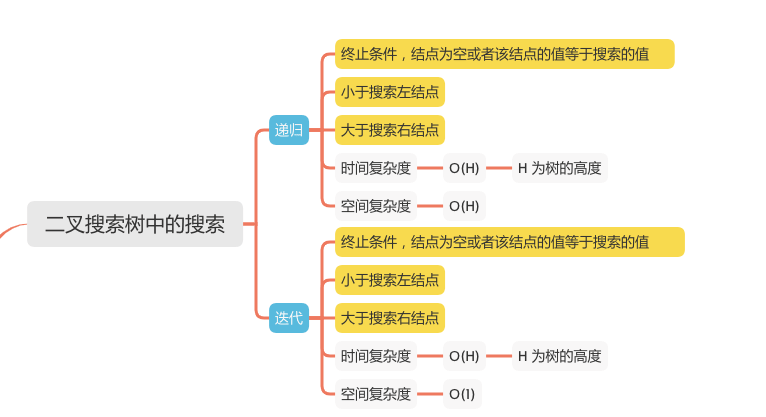 二叉搜索树中的搜索
递归
终止条件，结点为空或者该结点的值等于搜索的值
小于搜索左结点
大于搜索右结点
时间复杂度
O(H)
H 为树的高度
空间复杂度
O(H)
迭代
终止条件，结点为空或者该结点的值等于搜索的值
小于搜索左结点
大于搜索右结点
时间复杂度
O(H)
H 为树的高度
空间复杂度
O(1)